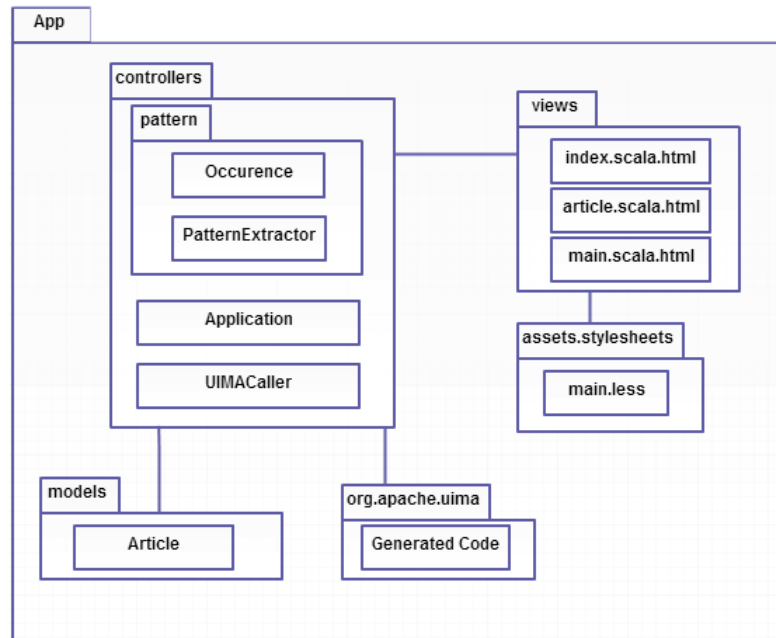 App
controllers
pattern
Occurence
PatternExtractor
Application
UIMACaller
views
index.scala.html
article.scala.html
main.scala.html
assets.stylesheets
main.less
models
Article
org.apache.uima
Generated Code